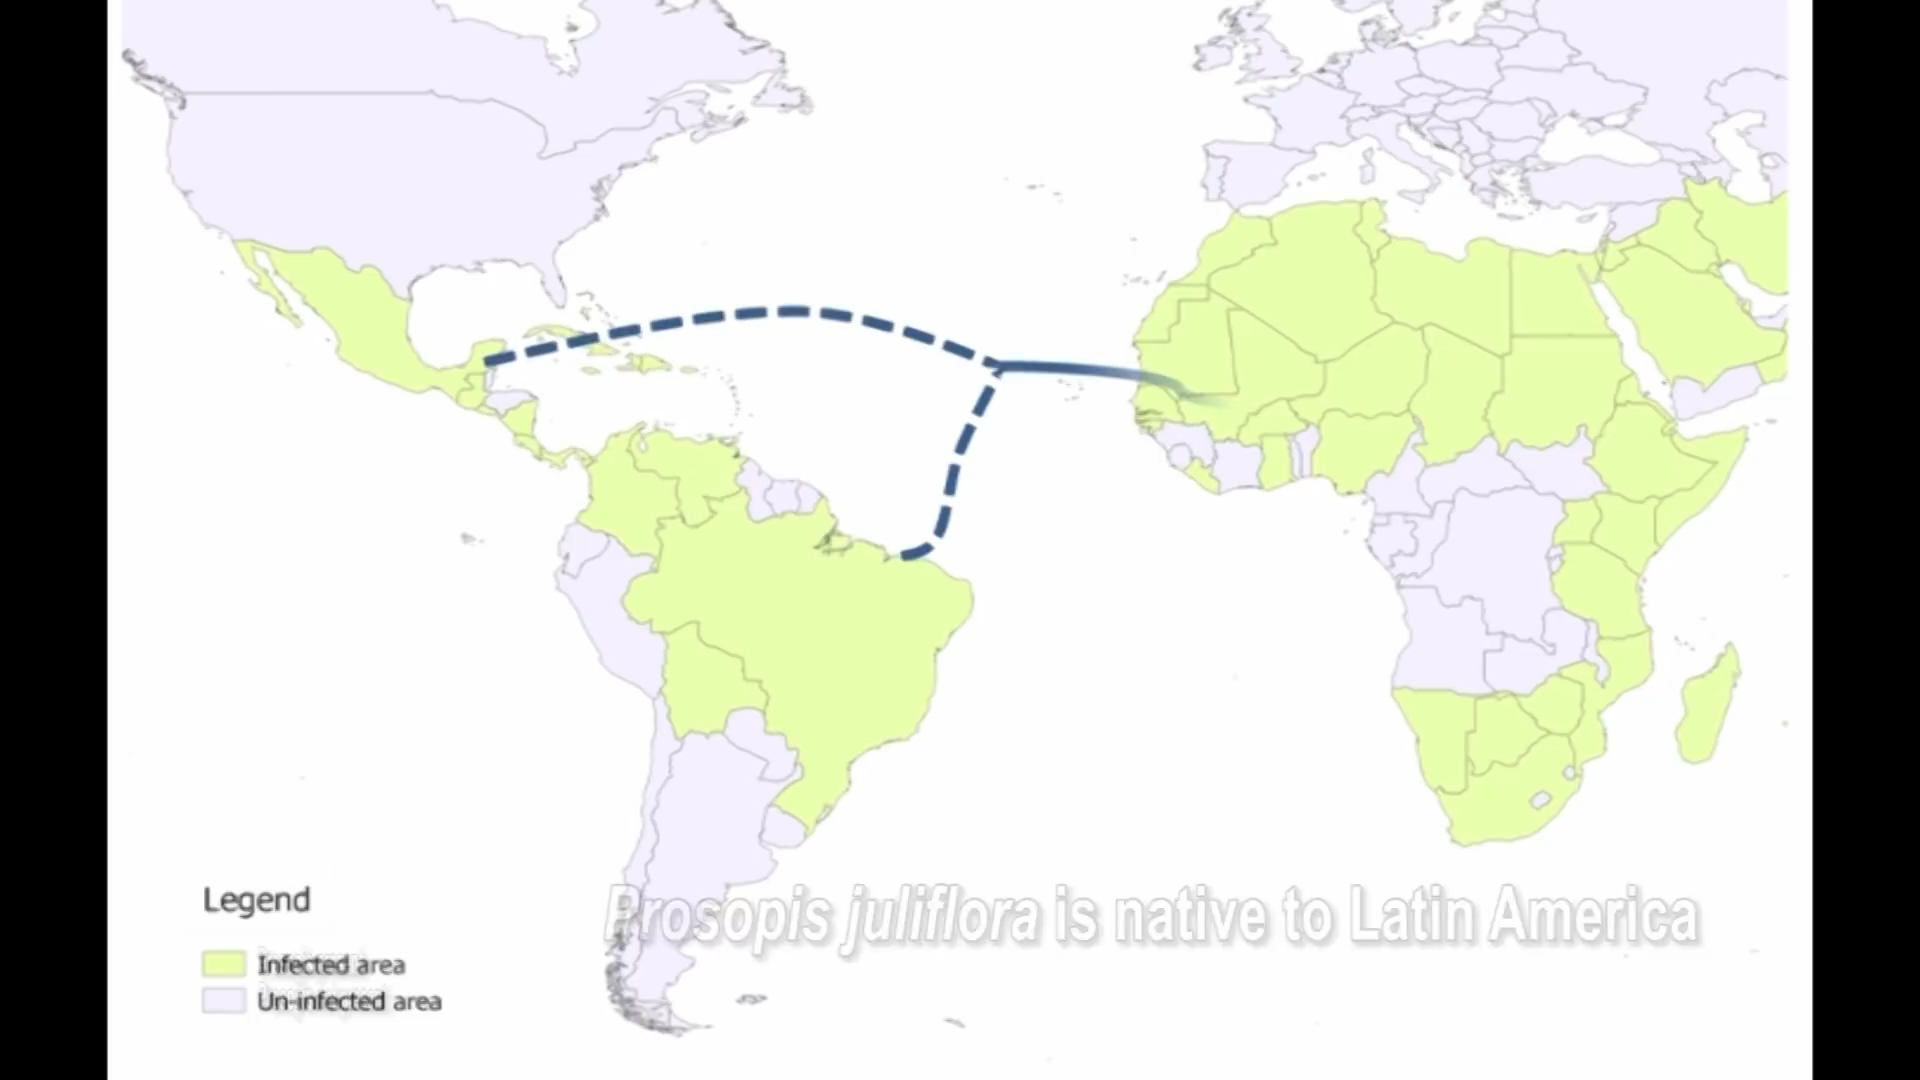 Legend
Prosopis juliflora is native to Latin America
Infected area
Un-infected area